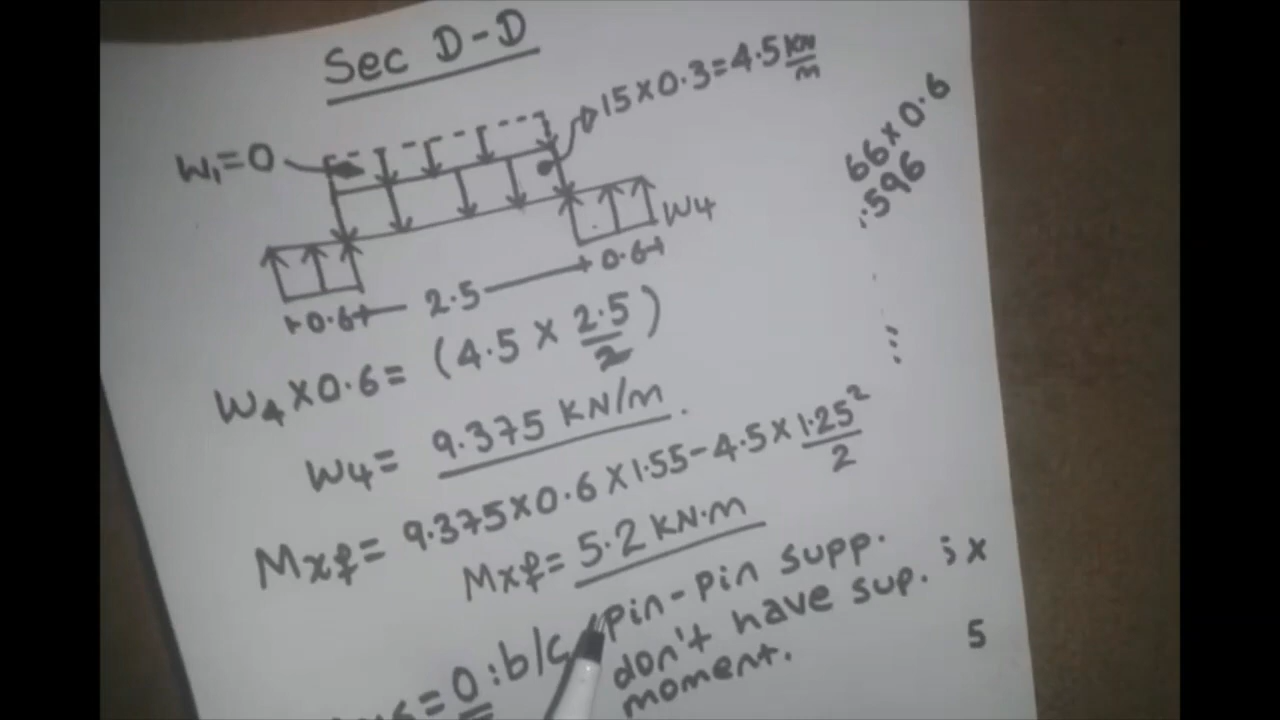 Sec D-D
W₁=0
15×0.3=4.5 KN/m
W4
0.6
2.5
0.6
W4×0.6= (4.5 × 2.5/2)
W4= 9.375 KN/m.
Mxf= 9.375×0.6×1.55-4.5×1.25²/2
Mxf= 5.2 KN.m
=0 :b/c pin-pin supp.
don't have sup.
moment.
66×0.6
596
; x
5